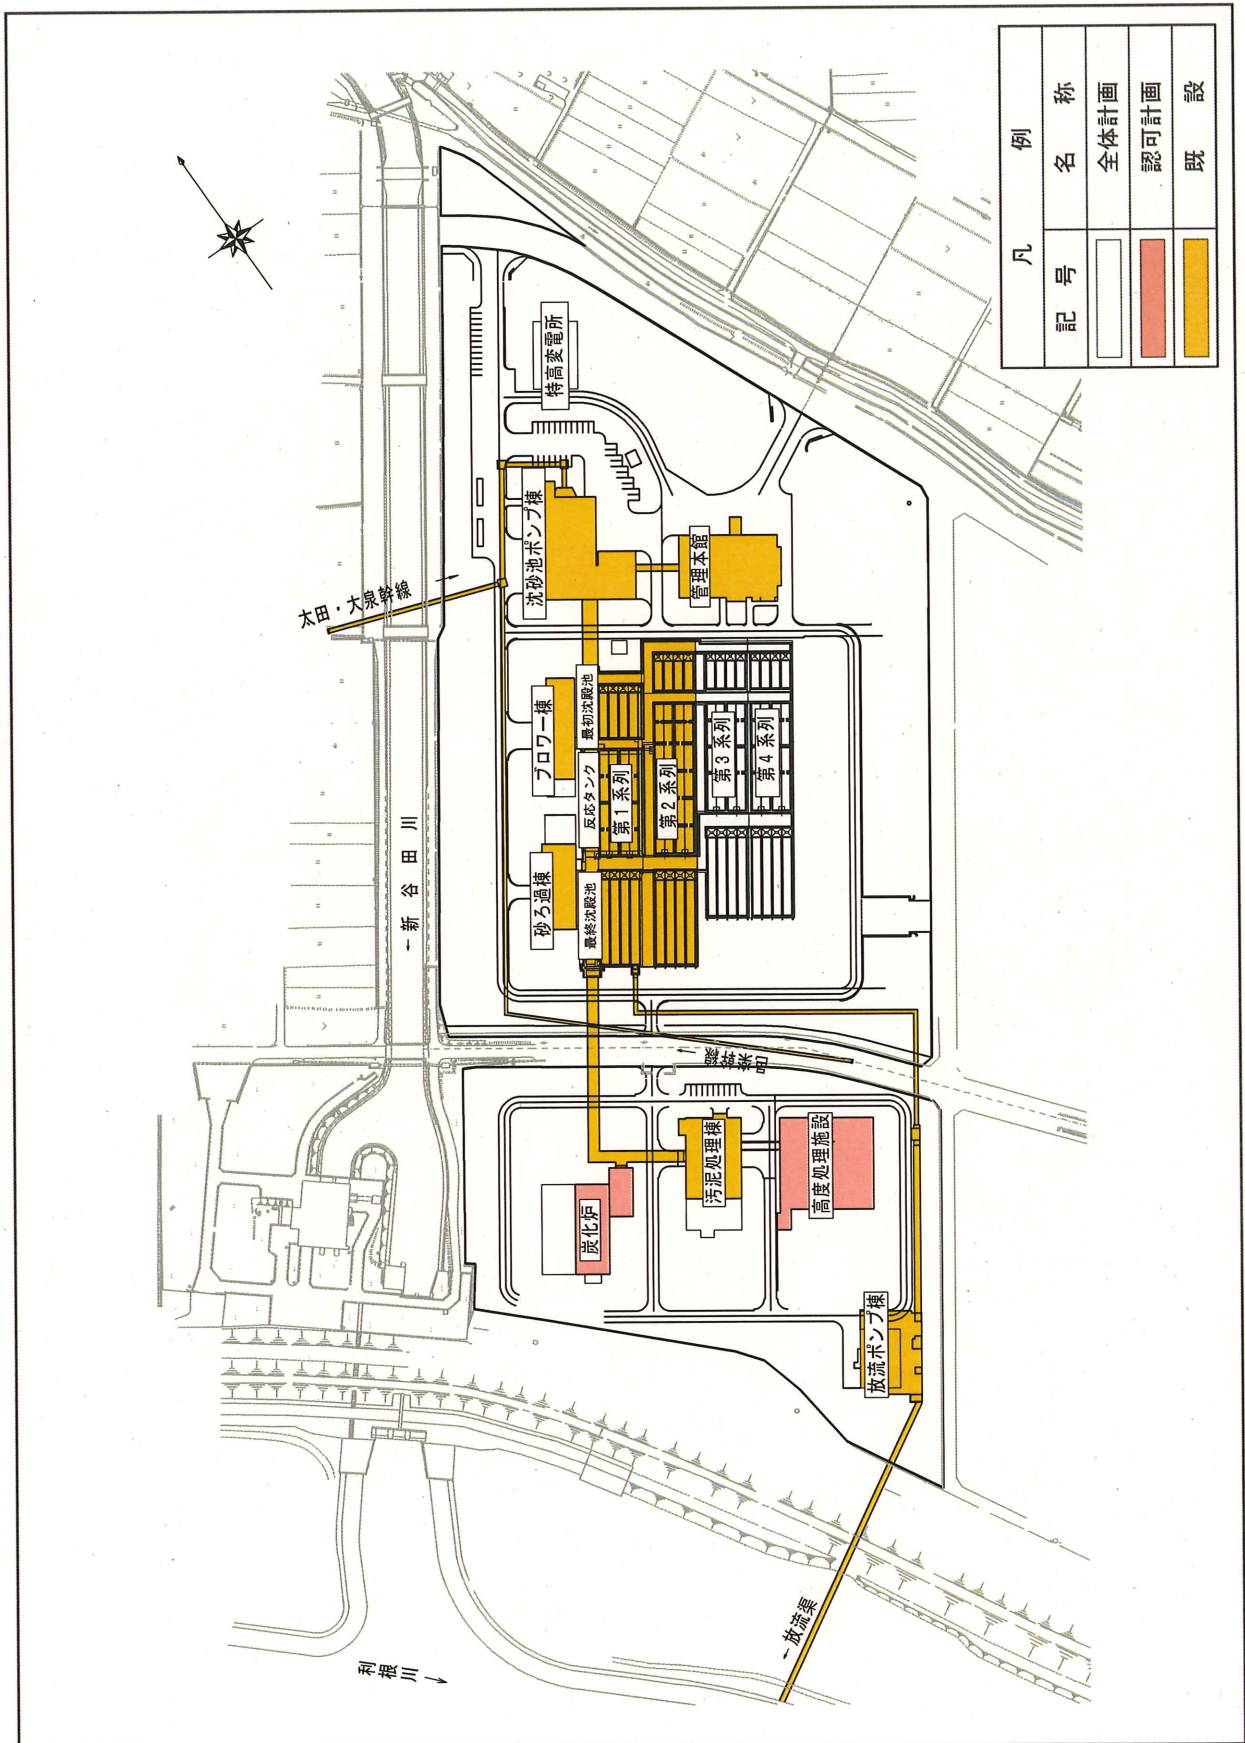 凡 例
記 号 名 称
全体計画
認可計画
既 設
特高変電所
沈砂池ポンプ棟
管理本館
太田・大泉幹線
最初沈殿池
ブロワー棟
反応タンク
第1系列
第2系列
第3系列
第4系列
砂ろ過棟
最終沈殿池
←新谷田川
明楽幹線
汚泥処理棟
高度処理施設
炭化炉
放流ポンプ棟
←放流渠
利根川